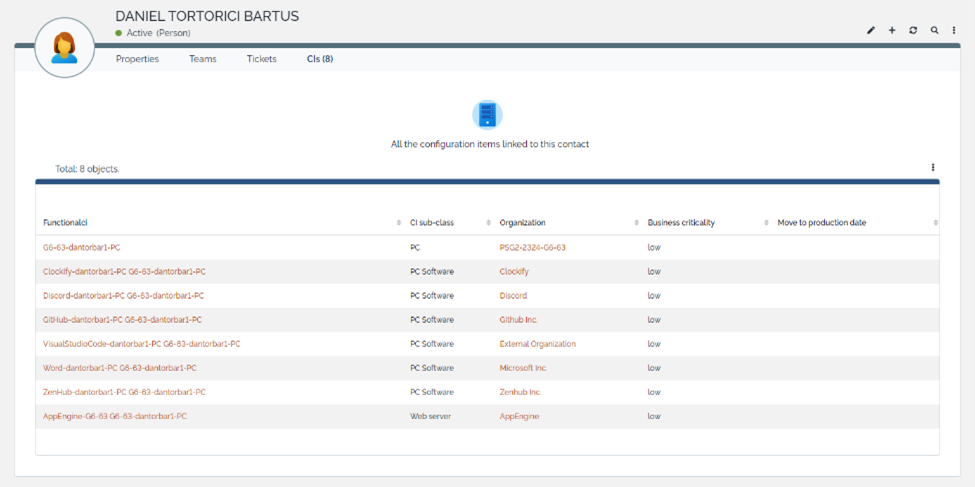 DANIEL TORTORICI BARTUS
Active (Person)
Properties Teams Tickets CIs (8)
All the configuration items linked to this contact
Total: 8 objects.
Functionalci CI sub-class Organization Business criticality Move to production date
G6-63-dantorbar1-PC PC PSG2-2324-G6-63 low
Clockify-dantorbar1-PC G6-63-dantorbar1-PC PC Software Clockify low
Discord-dantorbar1-PC G6-63-dantorbar1-PC PC Software Discord low
GitHub-dantorbar1-PC G6-63-dantorbar1-PC PC Software Github Inc. low
VisualStudioCode-dantorbar1-PC G6-63-dantorbar1-PC PC Software External Organization low
Word-dantorbar1-PC G6-63-dantorbar1-PC PC Software Microsoft Inc. low
ZenHub-dantorbar1-PC G6-63-dantorbar1-PC PC Software Zenhub Inc. low
AppEngine-G6-63 G6-63-dantorbar1-PC Web server AppEngine low